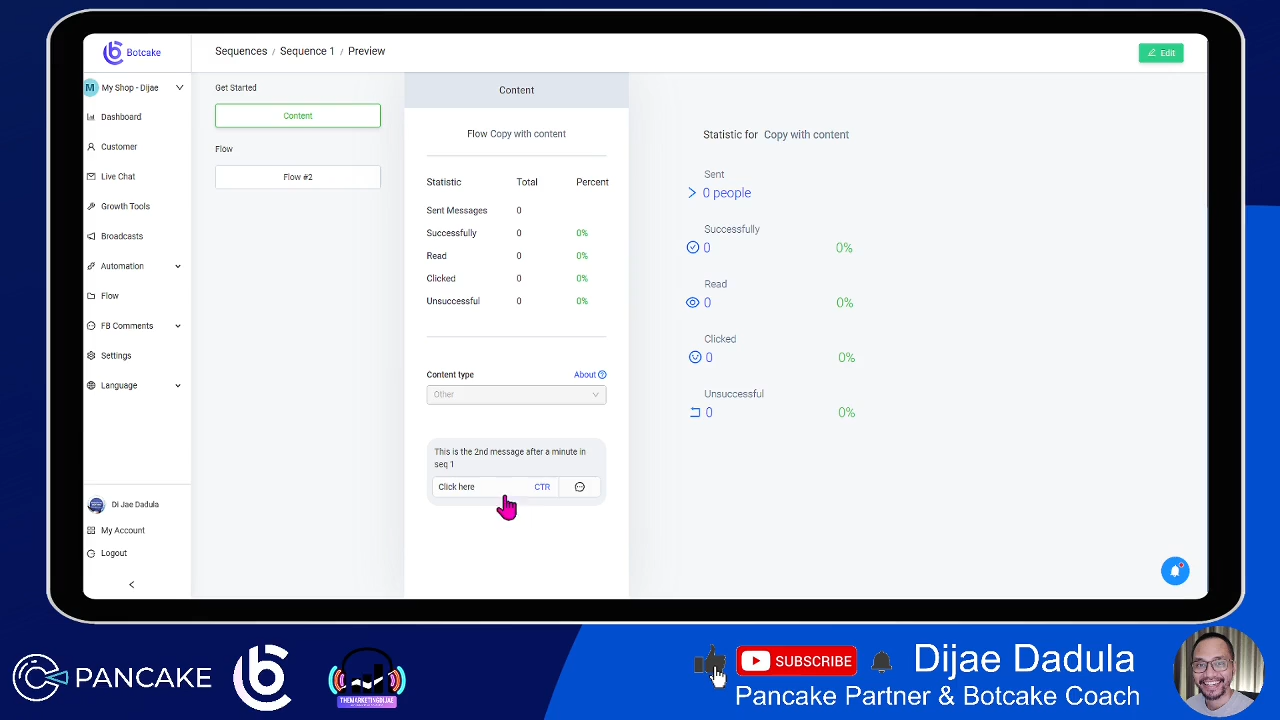 Botcake
Sequences / Sequence 1 / Preview
Edit
M My Shop - Dijae
Dashboard
Customer
Live Chat
Growth Tools
Broadcasts
Automation
Flow
FB Comments
Settings
Language
Di Jae Dadula
My Account
Logout
Get Started
Content
Flow
Flow #2
Content
Flow Copy with content
Statistic Total Percent
Sent Messages 0
Successfully 0 0%
Read 0 0%
Clicked 0 0%
Unsuccessful 0 0%
Content type About
Other
This is the 2nd message after a minute in
seq 1
Click here CTR
Statistic for Copy with content
Sent
0 people
Successfully
0 0%
Read
0 0%
Clicked
0 0%
Unsuccessful
0 0%
PANCAKE
THEMARKETINGDIJAE
SUBSCRIBE
Dijae Dadula
Pancake Partner & Botcake Coach